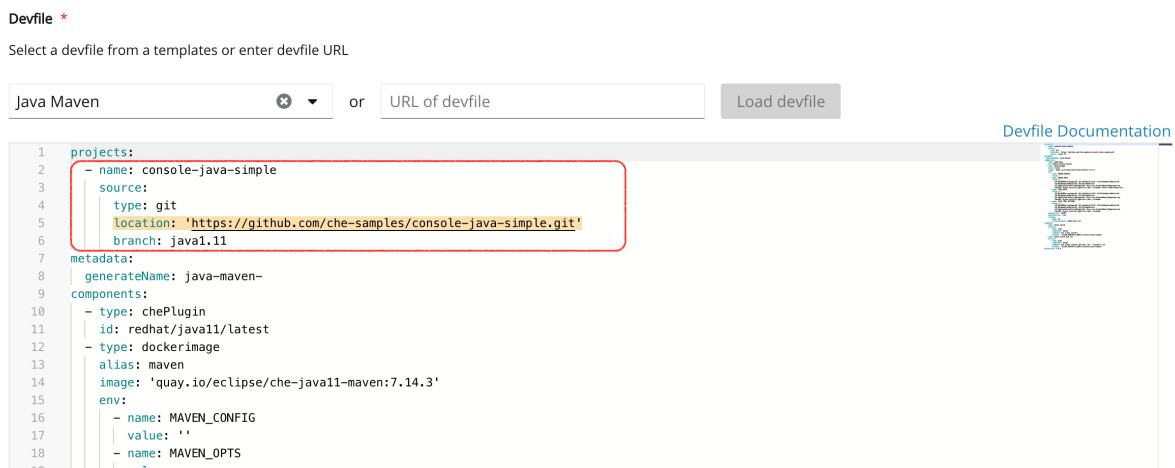 Devfile *
Select a devfile from a templates or enter devfile URL
Java Maven or URL of devfile Load devfile
Devfile Documentation
1 projects:
2 - name: console-java-simple
3 source:
4 type: git
5 location: 'https://github.com/che-samples/console-java-simple.git'
6 branch: java1.11
7 metadata:
8 generateName: java-maven-
9 components:
10 - type: chePlugin
11 id: redhat/java11/latest
12 - type: dockerimage
13 alias: maven
14 image: 'quay.io/eclipse/che-java11-maven:7.14.3'
15 env:
16 - name: MAVEN_CONFIG
17 value: ''
18 - name: MAVEN_OPTS